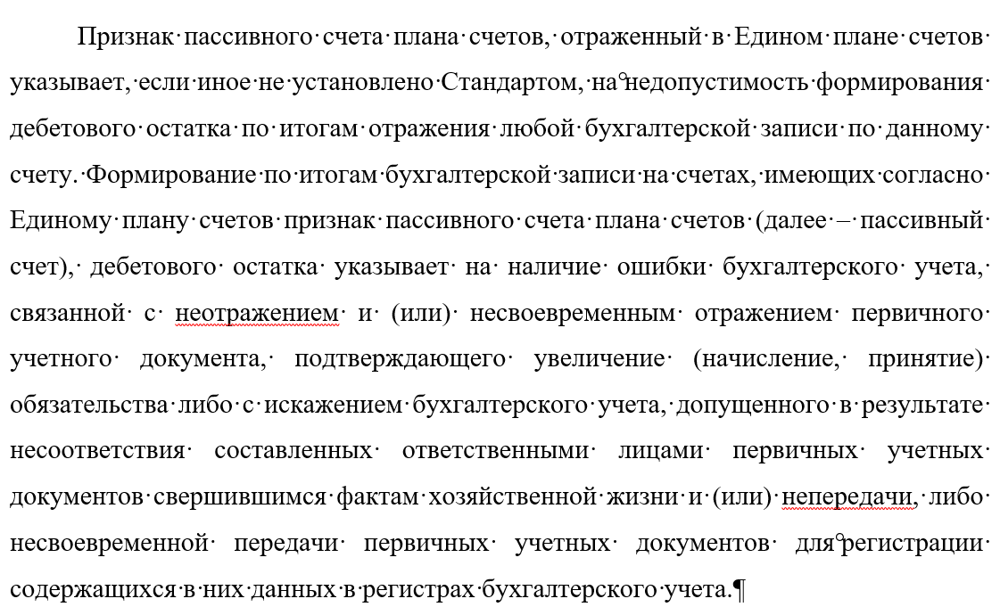 Признак пассивного счета плана счетов, отраженный в Едином плане счетов
указывает, если иное не установлено Стандартом, на недопустимость формирования
дебетового остатка по итогам отражения любой бухгалтерской записи по данному
счету. Формирование по итогам бухгалтерской записи на счетах, имеющих согласно
Единому плану счетов признак пассивного счета плана счетов (далее – пассивный
счет), дебетового остатка указывает на наличие ошибки бухгалтерского учета,
связанной с неотражением и (или) несвоевременным отражением первичного
учетного документа, подтверждающего увеличение (начисление, принятие)
обязательства либо с искажением бухгалтерского учета, допущенного в результате
несоответствия составленных ответственными лицами первичных учетных
документов свершившимся фактам хозяйственной жизни и (или) непередачи, либо
несвоевременной передачи первичных учетных документов для регистрации
содержащихся в них данных в регистрах бухгалтерского учета.¶